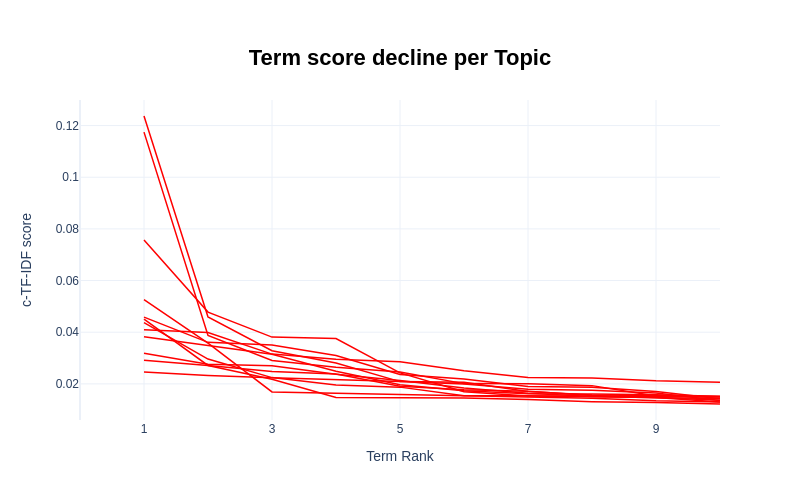 Term score decline per Topic
0.12
0.1
0.08
0.06
0.04
0.02
c-TF-IDF score
1 3 5 7 9
Term Rank